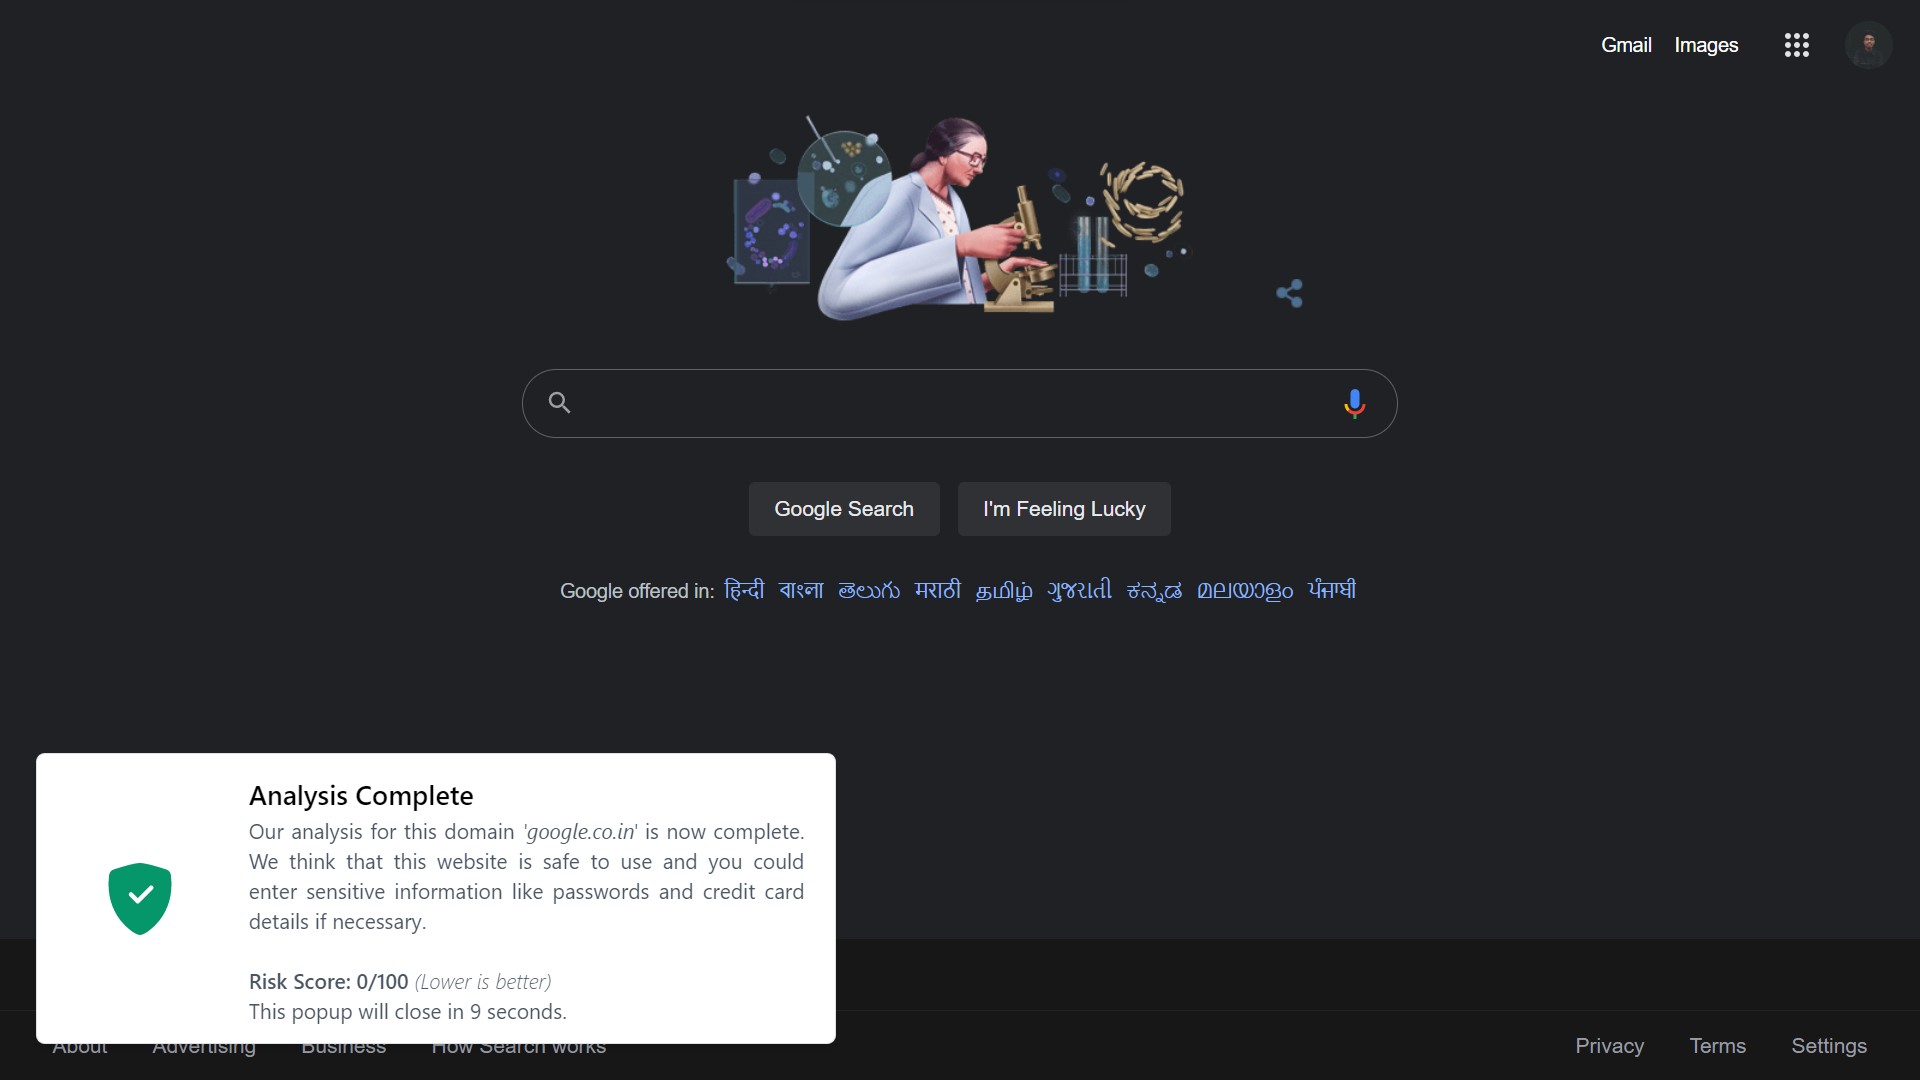 Gmail Images
Google Search I'm Feeling Lucky
Google offered in: हिन्दी বাংলা తెలుగు मराठी தமிழ் ગુજરાતી ಕನ್ನಡ മലയാളം ਪੰਜਾਬੀ
Analysis Complete
Our analysis for this domain 'google.co.in' is now complete.
We think that this website is safe to use and you could
enter sensitive information like passwords and credit card
details if necessary.
Risk Score: 0/100 (Lower is better)
This popup will close in 9 seconds.
About Advertising Business How Search works Privacy Terms Settings